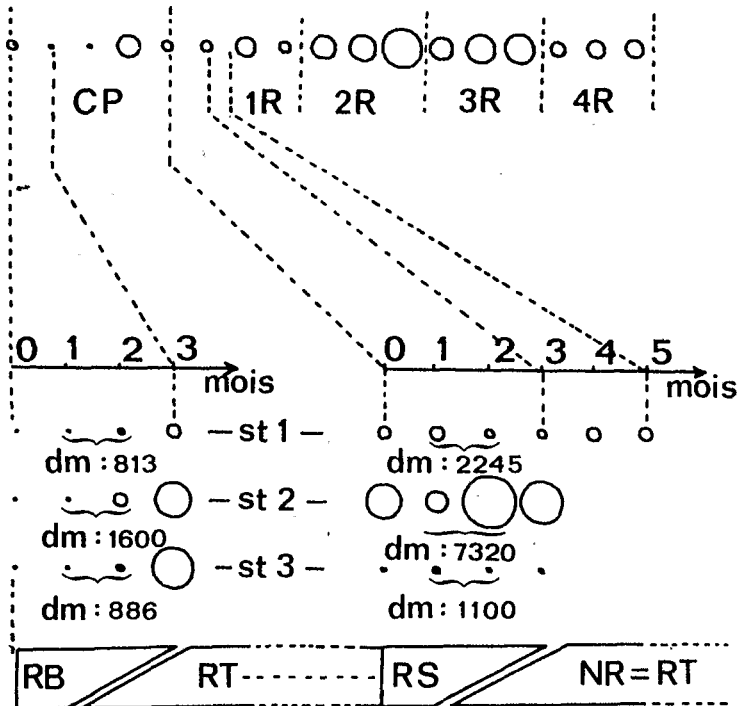 CP 1R 2R 3R 4R
0 1 2 3 mois 0 1 2 3 4 5 mois
– st 1 –
dm : 813 dm : 2245
– st 2 –
dm : 1600 dm : 7320
– st 3 –
dm : 886 dm : 1100
RB RT RS NR = RT